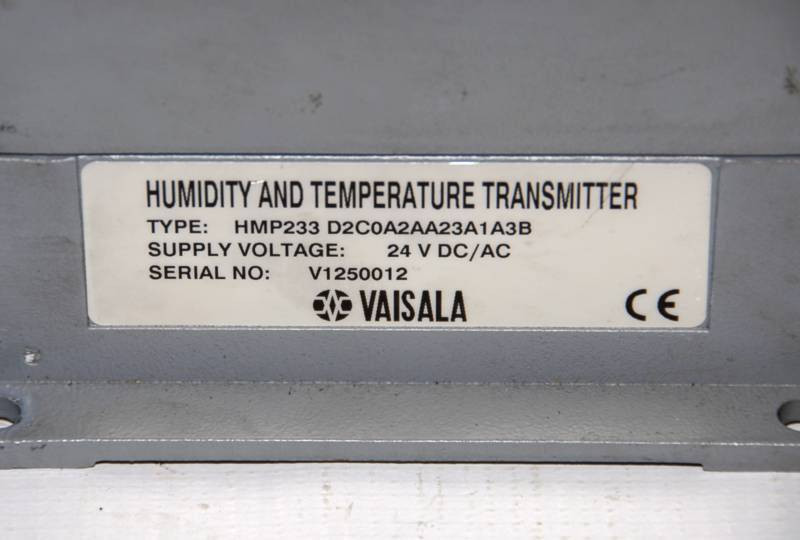 HUMIDITY AND TEMPERATURE TRANSMITTER
TYPE: HMP233 D2C0A2AA23A1A3B
SUPPLY VOLTAGE: 24 V DC/AC
SERIAL NO: V1250012
VAISALA CE